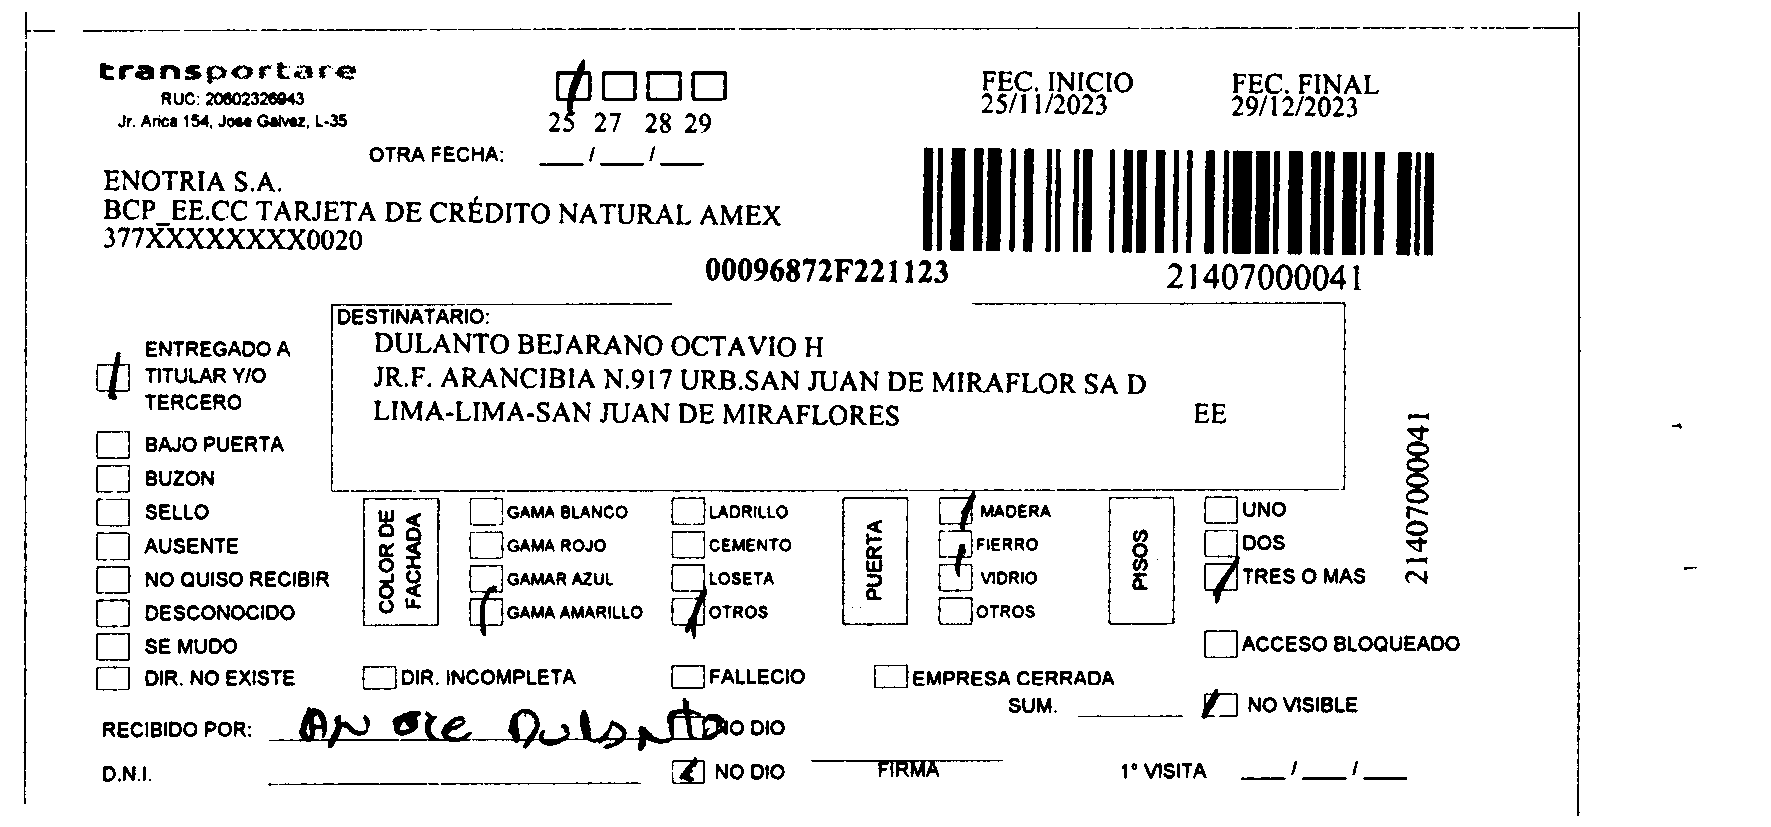 transportare
RUC: 20602326943
Jr. Arica 154, Jose Galvez, L-35
25 27 28 29
OTRA FECHA: ___/___/___
FEC. INICIO
25/11/2023
FEC. FINAL
29/12/2023
ENOTRIA S.A.
BCP_EE.CC TARJETA DE CRÉDITO NATURAL AMEX
377XXXXXXXX0020
00096872F221123
21407000041
DESTINATARIO:
DULANTO BEJARANO OCTAVIO H
JR.F. ARANCIBIA N.917 URB.SAN JUAN DE MIRAFLOR SA D
LIMA-LIMA-SAN JUAN DE MIRAFLORES EE
21407000041
ENTREGADO A
TITULAR Y/O
TERCERO
BAJO PUERTA
BUZON
SELLO
AUSENTE
NO QUISO RECIBIR
DESCONOCIDO
SE MUDO
DIR. NO EXISTE
COLOR DE
FACHADA
GAMA BLANCO
GAMA ROJO
GAMAR AZUL
GAMA AMARILLO
LADRILLO
CEMENTO
LOSETA
OTROS
PUERTA
MADERA
FIERRO
VIDRIO
OTROS
PISOS
UNO
DOS
TRES O MAS
ACCESO BLOQUEADO
DIR. INCOMPLETA
FALLECIO
EMPRESA CERRADA
SUM. ______
NO VISIBLE
RECIBIDO POR: Andre Dulanto NO DIO
D.N.I. ______ NO DIO
FIRMA
1° VISITA ___/___/___